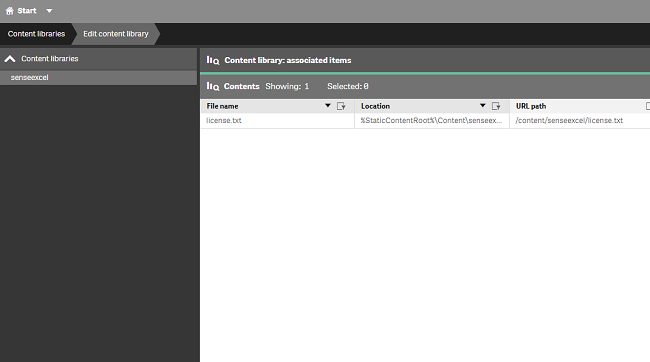 Start
Content libraries Edit content library
Content libraries
senseexcel
Content library: associated items
Contents Showing: 1 Selected: 0
File name Location URL path
license.txt %StaticContentRoot%\Content\senseex... /content/senseexcel/license.txt